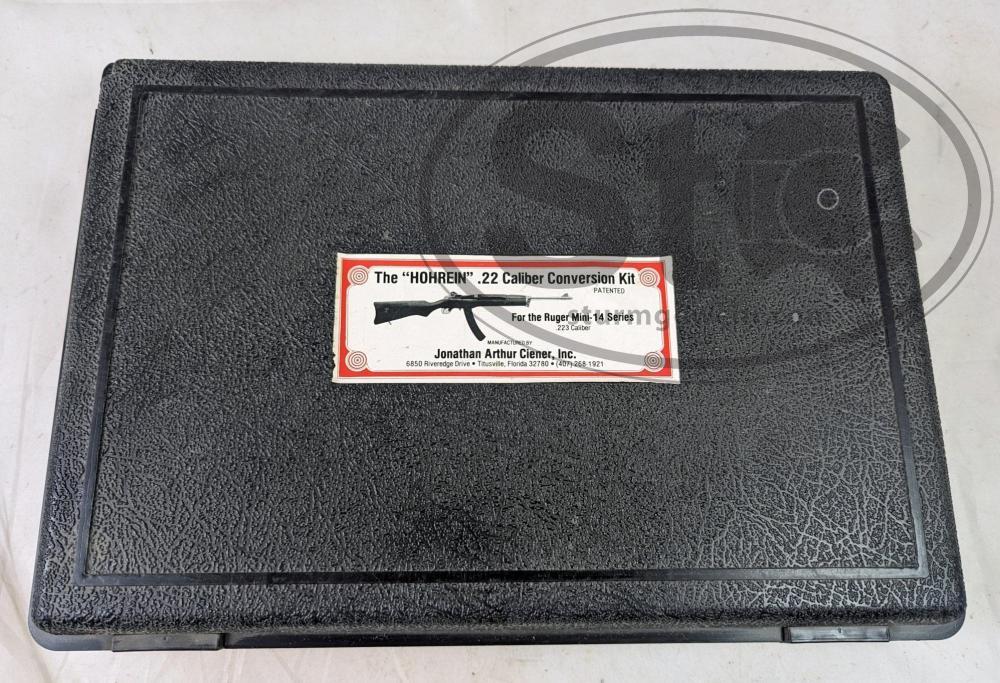 StG
The "HOHREIN" .22 Caliber Conversion Kit
PATENTED
For the Ruger Mini-14 Series
.223 Caliber
MANUFACTURED BY
Jonathan Arthur Ciener, Inc.
6850 Riveredge Drive • Titusville, Florida 32780 • (407) 268-1921